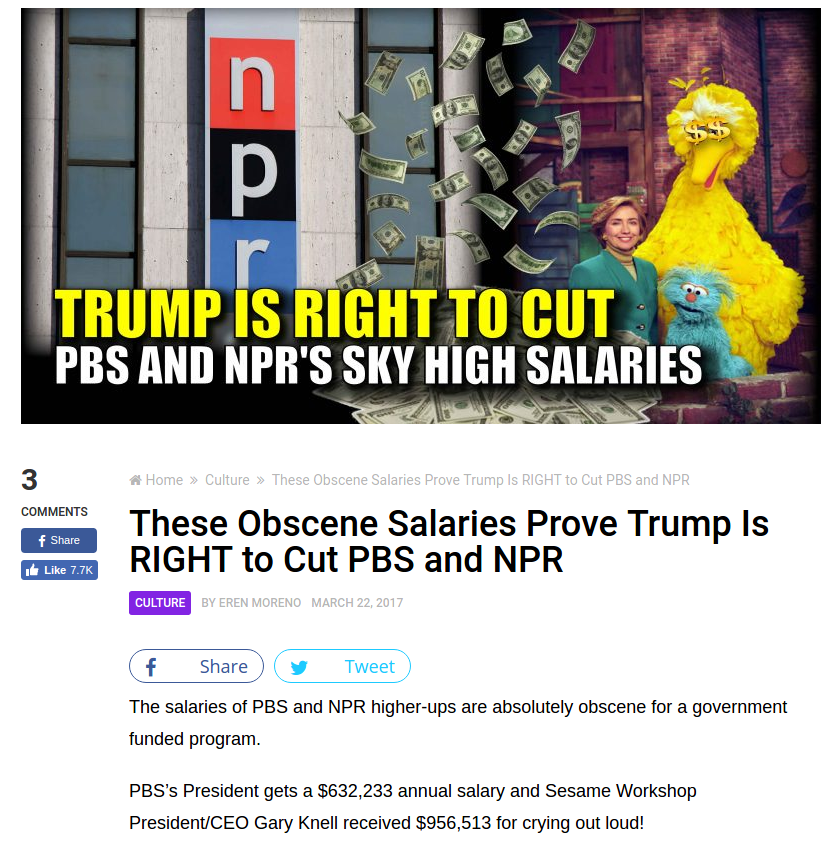 npr
TRUMP IS RIGHT TO CUT
PBS AND NPR'S SKY HIGH SALARIES
3
COMMENTS
Share
Like 7.7K
Home » Culture » These Obscene Salaries Prove Trump Is RIGHT to Cut PBS and NPR
These Obscene Salaries Prove Trump Is
RIGHT to Cut PBS and NPR
CULTURE BY EREN MORENO MARCH 22, 2017
Share Tweet
The salaries of PBS and NPR higher-ups are absolutely obscene for a government
funded program.
PBS’s President gets a $632,233 annual salary and Sesame Workshop
President/CEO Gary Knell received $956,513 for crying out loud!